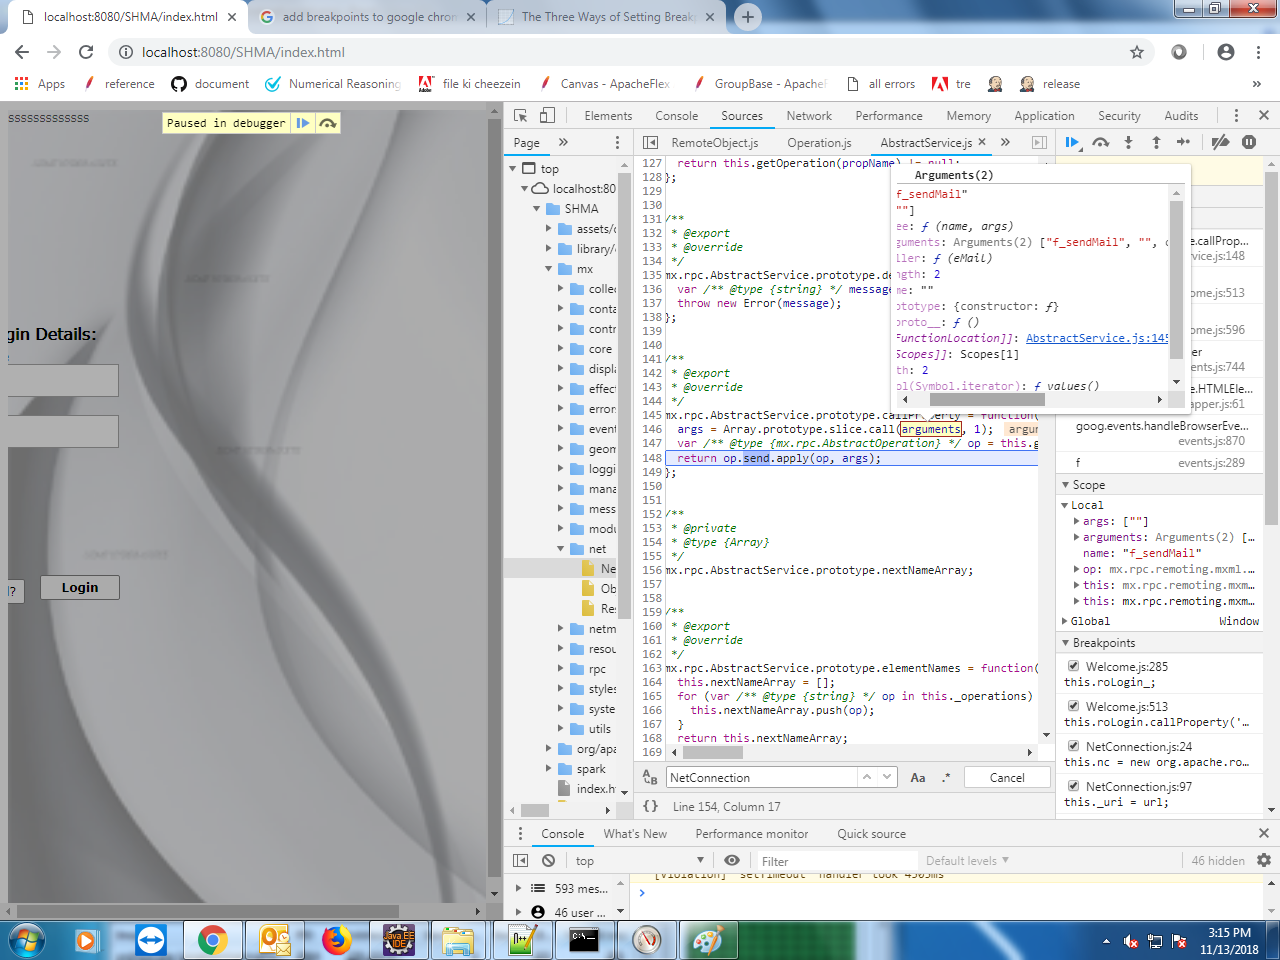 localhost:8080/SHMA/index.html
add breakpoints to google chrom
The Three Ways of Setting Break
localhost:8080/SHMA/index.html
Apps reference document Numerical Reasoning file ki cheezein Canvas - ApacheFlex GroupBase - Apache all errors tre release
sssssssssssss
Paused in debugger
gin Details:
Login
Elements Console Sources Network Performance Memory Application Security Audits
Page
RemoteObject.js Operation.js AbstractService.js
top
localhost:80
SHMA
assets/
library/
mx
collec
conta
contr
core
displa
effect
errors
event
geom
loggi
mana
mess
modu
net
Ne
Ob
Res
netm
resou
rpc
styles
syste
utils
org/apa
spark
index.ht
127 return this.getOperation(propName) != null;
128 };
129
130
131 /**
132 * @export
133 * @override
134 */
135 mx.rpc.AbstractService.prototype.de
136 var /** @type {string} */ messag
137 throw new Error(message);
138 };
139
140
141 /**
142 * @export
143 * @override
144 */
145 mx.rpc.AbstractService.prototype.callProperty = function(
146 args = Array.prototype.slice.call(arguments, 1); argum
147 var /** @type {mx.rpc.AbstractOperation} */ op = this.g
148 return op.send.apply(op, args);
149 };
150
151
152 /**
153 * @private
154 * @type {Array}
155 */
156 mx.rpc.AbstractService.prototype.nextNameArray;
157
158
159 /**
160 * @export
161 * @override
162 */
163 mx.rpc.AbstractService.prototype.elementNames = function(
164 this.nextNameArray = [];
165 for (var /** @type {string} */ op in this._operations)
166 this.nextNameArray.push(op);
167 }
168 return this.nextNameArray;
169
Arguments(2)
f_sendMail"
""]
ee: ƒ (name, args)
guments: Arguments(2) ["f_sendMail", "",
ller: ƒ (eMail)
ngth: 2
me: ""
ototype: {constructor: ƒ}
proto__: ƒ ()
FunctionLocation]]: AbstractService.js:145
Scopes]]: Scopes[1]
th: 2
ol(Symbol.iterator): ƒ values()
e.callProp…
vice.js:148
ome.js:513
ome.js:596
er
events.js:744
e.HTMLEle…
apper.js:61
goog.events.handleBrowserEve…
events.js:870
f
events.js:289
Scope
Local
args: [""]
arguments: Arguments(2) […
name: "f_sendMail"
op: mx.rpc.remoting.mxml.…
this: mx.rpc.remoting.mxm…
this: mx.rpc.remoting.mxm…
Global Window
Breakpoints
Welcome.js:285
this.roLogin_;
Welcome.js:513
this.roLogin.callProperty('…
NetConnection.js:24
this.nc = new org.apache.ro…
NetConnection.js:97
this._uri = url;
NetConnection Aa .* Cancel
{} Line 154, Column 17
Console What's New Performance monitor Quick source
top Filter Default levels 46 hidden
593 mes…
46 user …
[Violation] 'setTimeout' handler took 4505ms
3:15 PM
11/13/2018